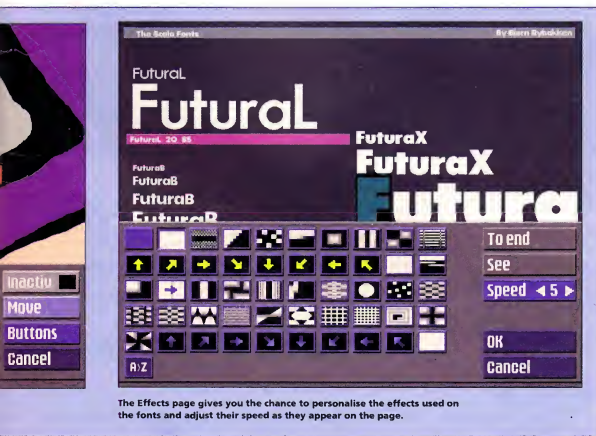 The Scala Fonts
By Bjørn Rybakken
FuturaL
FuturaL
FuturaL 20 85
FuturaX
FuturaX
Futura
FuturaB
FuturaB
FuturaB
FuturaB
Inactiv
Move
Buttons
Cancel
To end
See
Speed 5
OK
Cancel
A›Z
The Effects page gives you the chance to personalise the effects used on
the fonts and adjust their speed as they appear on the page.